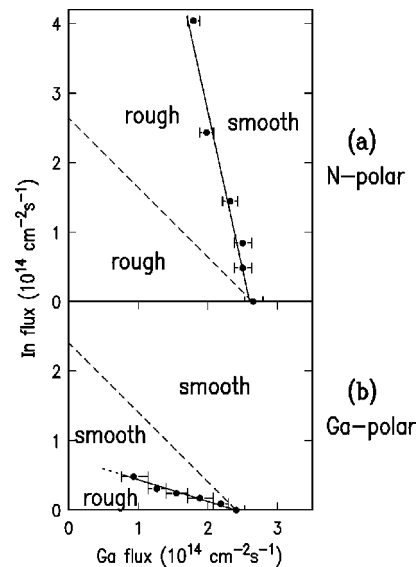 4
3
2
1
0
rough
smooth
rough
(a)
N-polar
In flux (10¹⁴ cm⁻²s⁻¹)
2
1
0
smooth
smooth
rough
(b)
Ga-polar
0 1 2 3
Ga flux (10¹⁴ cm⁻²s⁻¹)